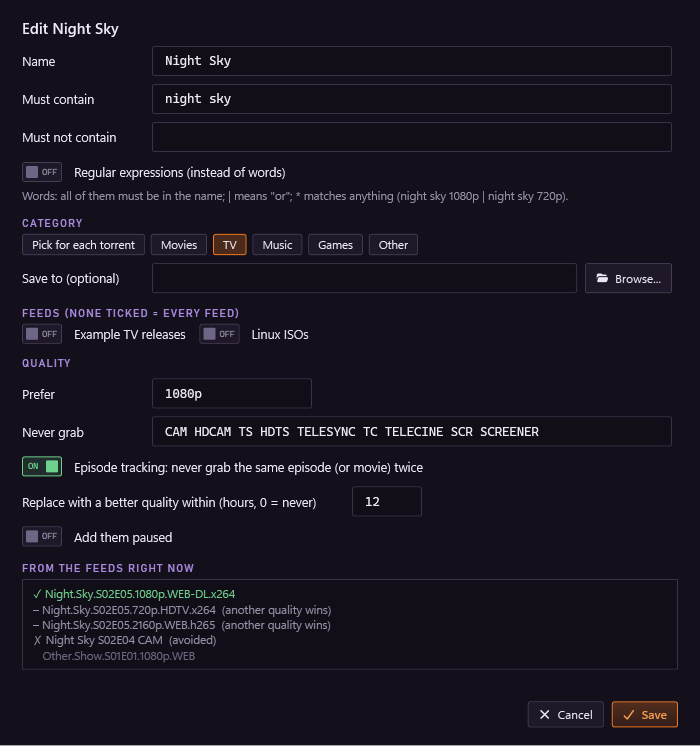 Edit Night Sky
Name Night Sky
Must contain night sky
Must not contain
OFF Regular expressions (instead of words)
Words: all of them must be in the name; | means "or"; * matches anything (night sky 1080p | night sky 720p).
CATEGORY
Pick for each torrent Movies TV Music Games Other
Save to (optional) Browse...
FEEDS (NONE TICKED = EVERY FEED)
OFF Example TV releases OFF Linux ISOs
QUALITY
Prefer 1080p
Never grab CAM HDCAM TS HDTS TELESYNC TC TELECINE SCR SCREENER
ON Episode tracking: never grab the same episode (or movie) twice
Replace with a better quality within (hours, 0 = never) 12
OFF Add them paused
FROM THE FEEDS RIGHT NOW
✓ Night.Sky.S02E05.1080p.WEB-DL.x264
– Night.Sky.S02E05.720p.HDTV.x264 (another quality wins)
– Night.Sky.S02E05.2160p.WEB.h265 (another quality wins)
✗ Night Sky S02E04 CAM (avoided)
Other.Show.S01E01.1080p.WEB
✕ Cancel ✓ Save